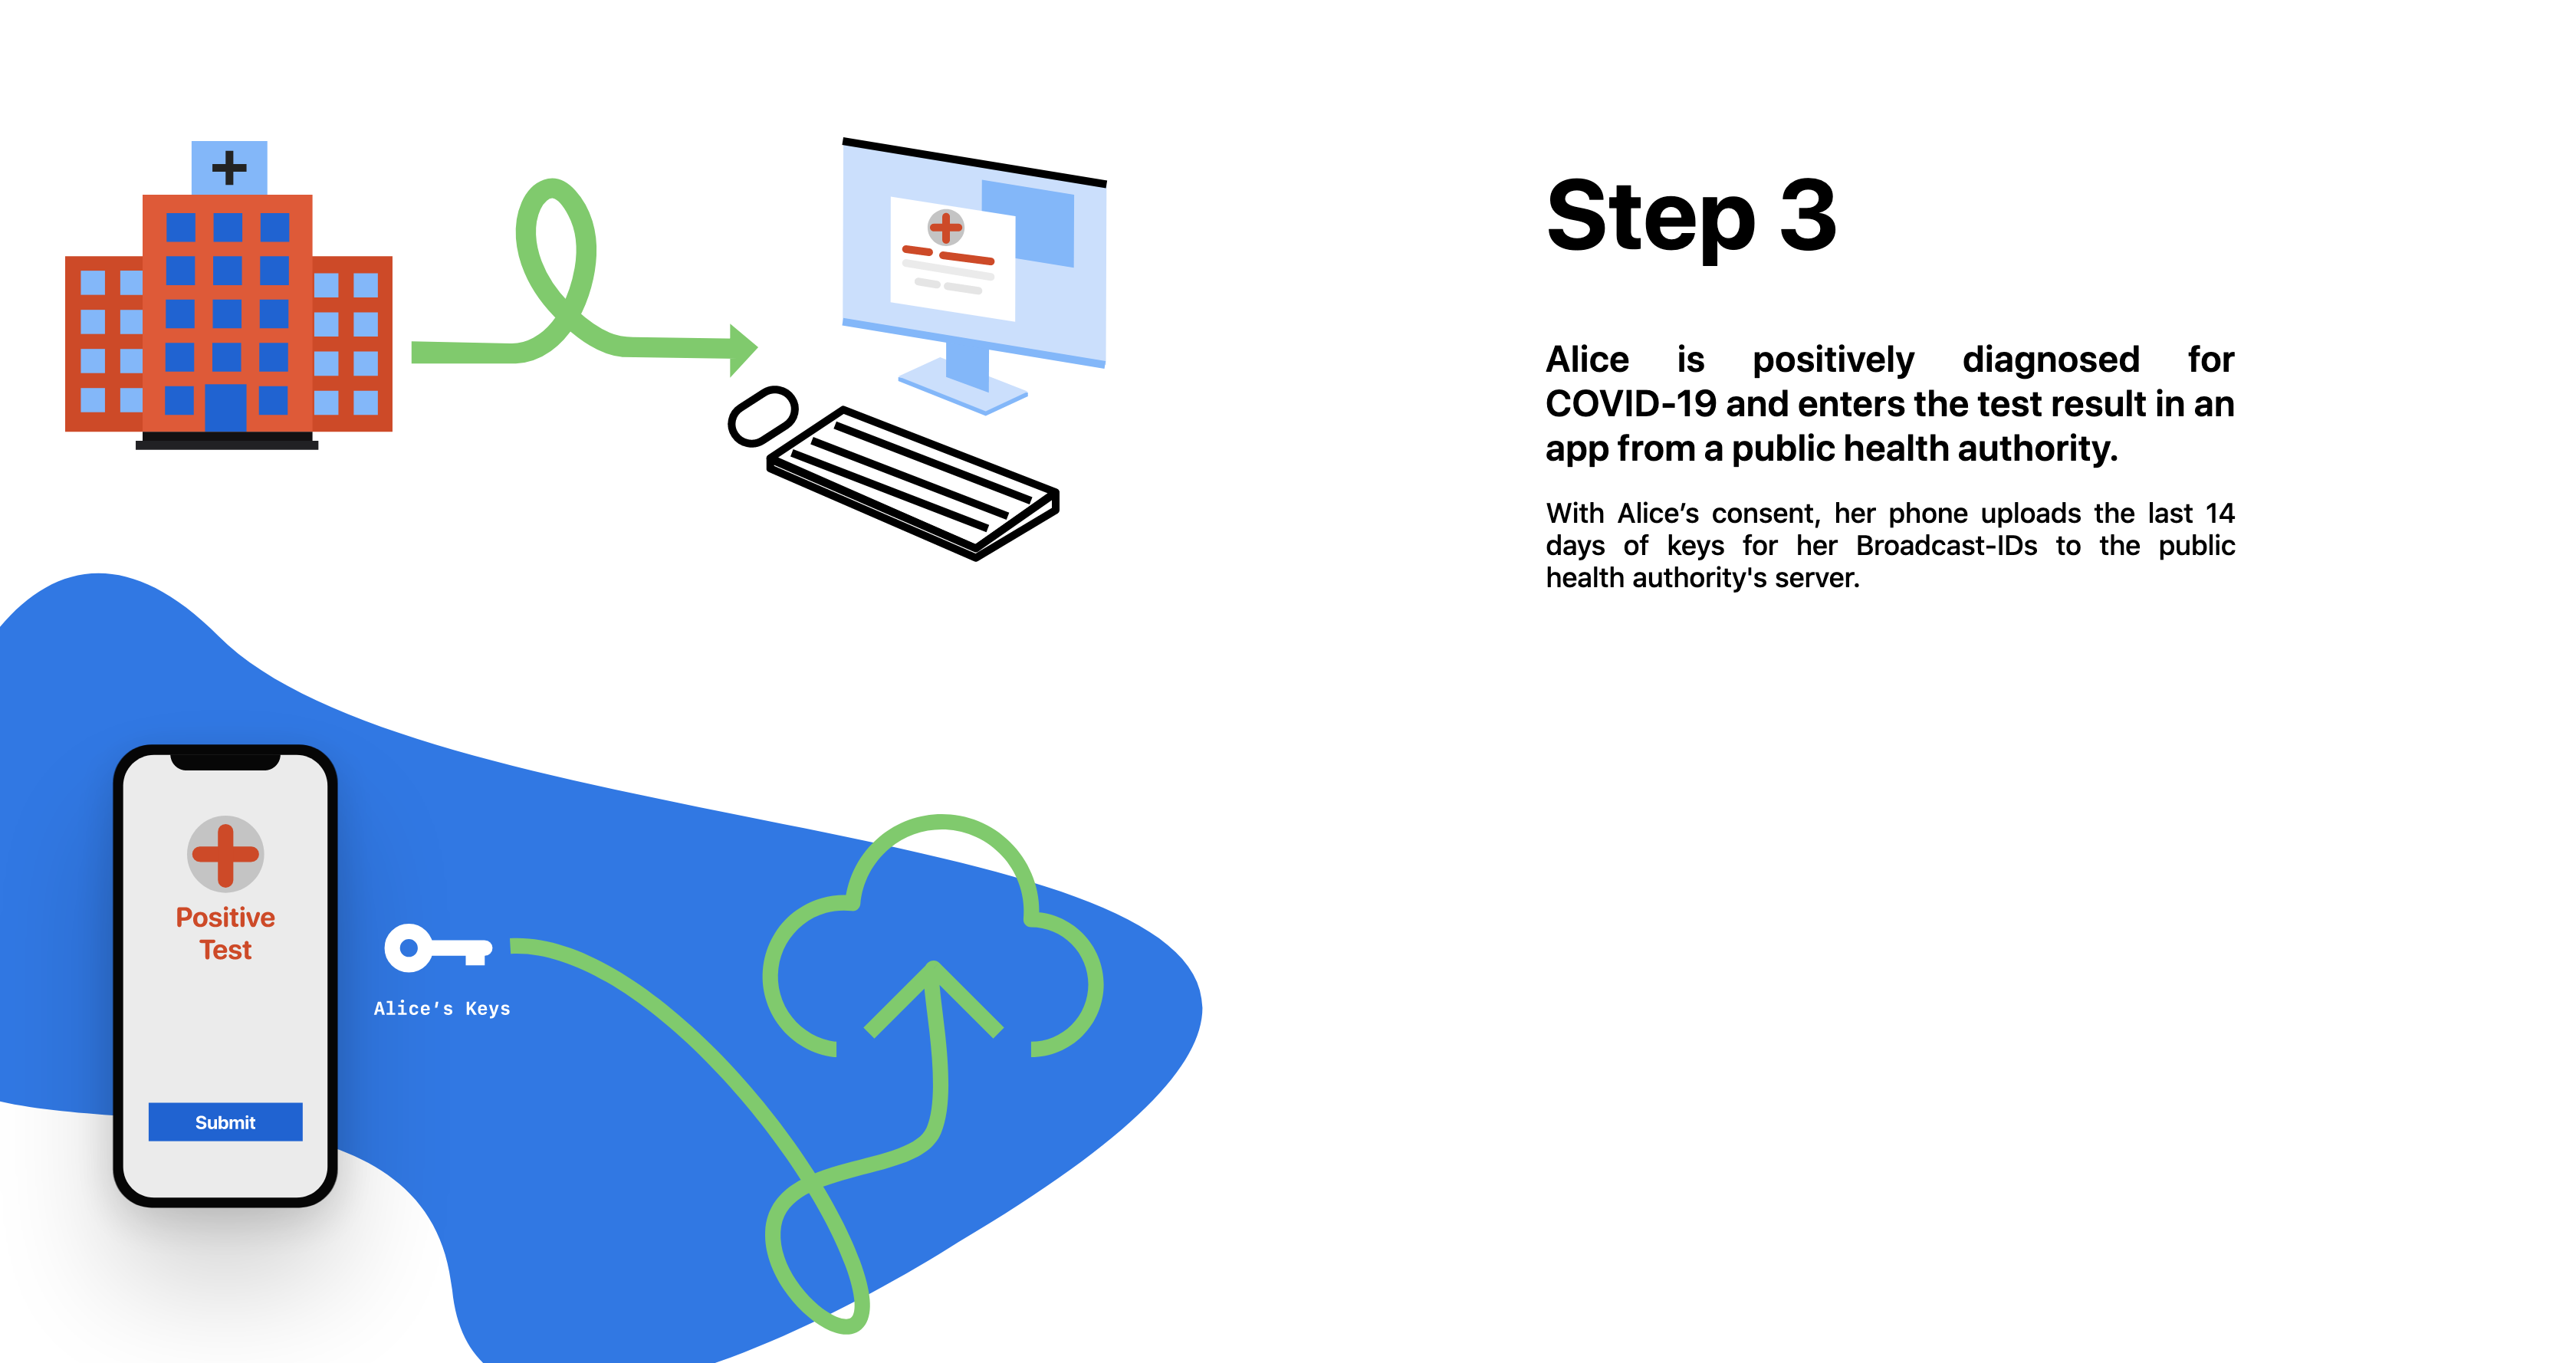 Step 3
Alice is positively diagnosed for
COVID-19 and enters the test result in an
app from a public health authority.
With Alice’s consent, her phone uploads the last 14
days of keys for her Broadcast-IDs to the public
health authority's server.
Positive
Test
Alice’s Keys
Submit